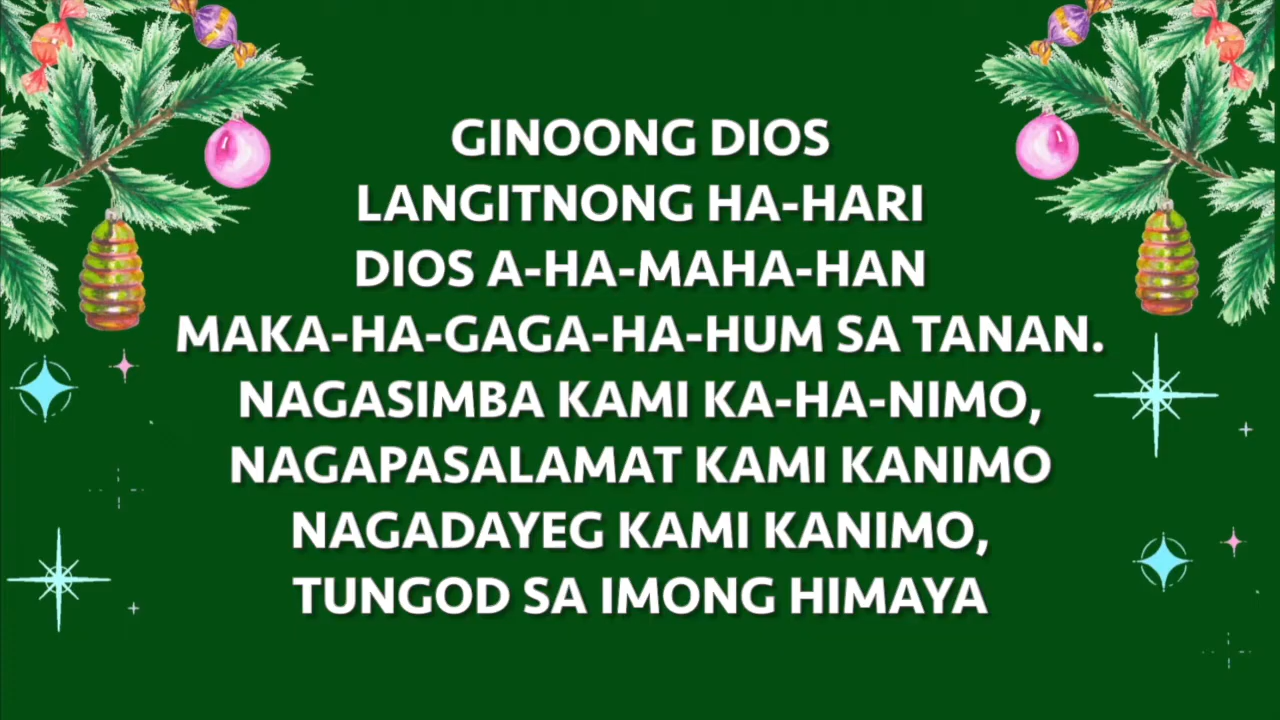 GINOONG DIOS
LANGITNONG HA-HARI
DIOS A-HA-MAHA-HAN
MAKA-HA-GAGA-HA-HUM SA TANAN.
NAGASIMBA KAMI KA-HA-NIMO,
NAGAPASALAMAT KAMI KANIMO
NAGADAYEG KAMI KANIMO,
TUNGOD SA IMONG HIMAYA